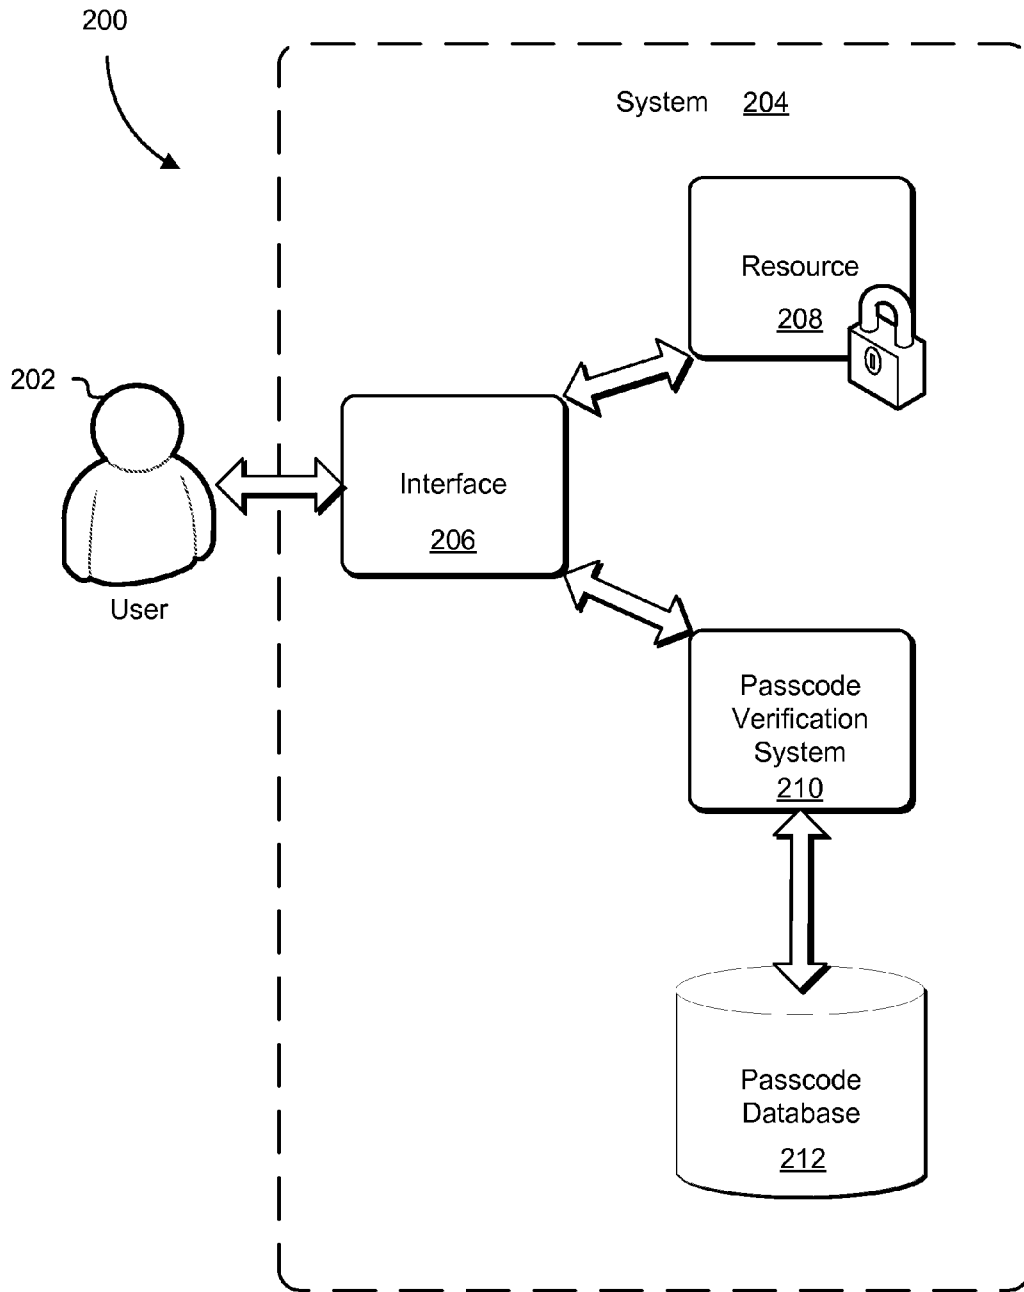 200
System 204
Resource
208
202
Interface
206
User
Passcode
Verification
System
210
Passcode
Database
212